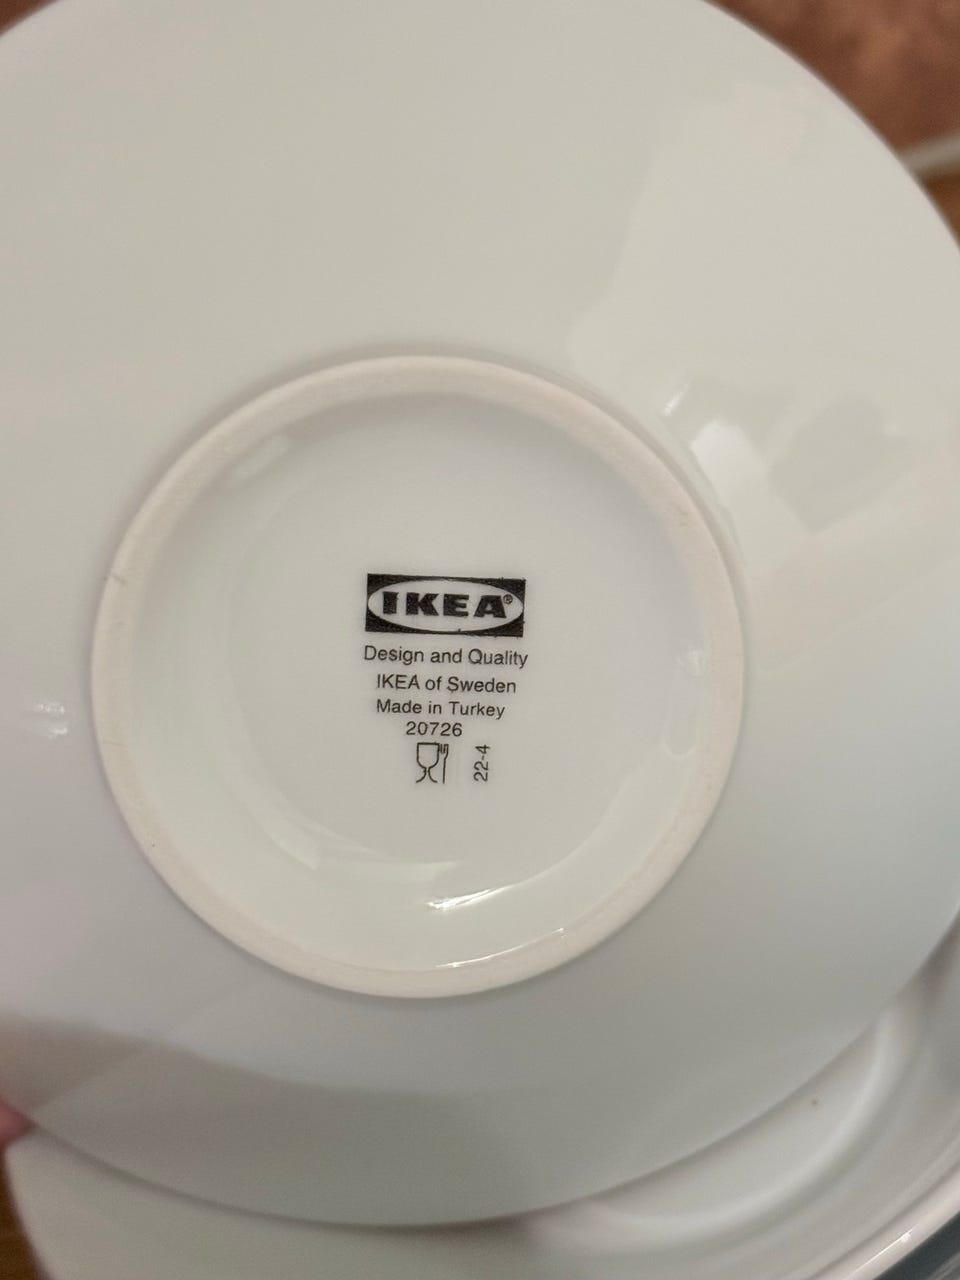 IKEA®
Design and Quality
IKEA of Sweden
Made in Turkey
20726
22-4